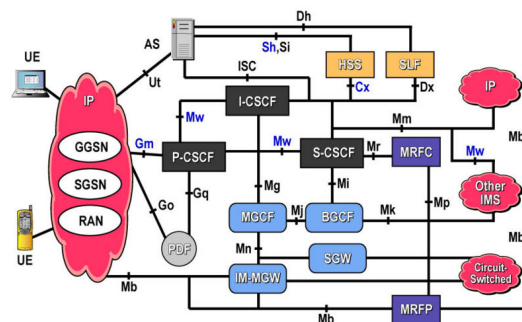 Dh
AS
Sh,Si
HSS
SLF
UE
IP
Ut
ISC
Cx
Dx
IP
I-CSCF
Mw
Mm
Mb
GGSN
Gm
P-CSCF
Mw
S-CSCF
Mr
MRFC
Mw
SGSN
Go
Gq
Mg
Mi
Mp
Other
IMS
RAN
MGCF
Mj
BGCF
Mk
UE
PDF
Mn
SGW
Mb
Mb
IM-MGW
Circuit-
Switched
Mb
MRFP